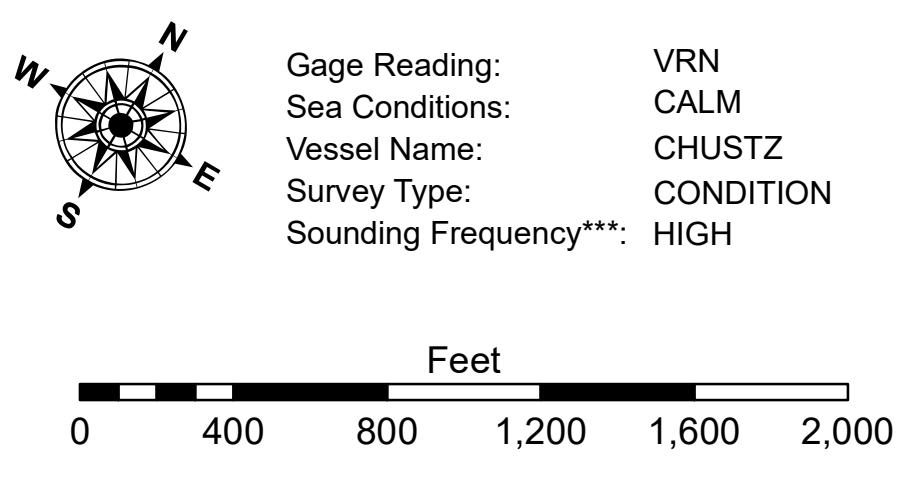 N
W
E
S
Gage Reading: VRN
Sea Conditions: CALM
Vessel Name: CHUSTZ
Survey Type: CONDITION
Sounding Frequency***: HIGH
Feet
0 400 800 1,200 1,600 2,000